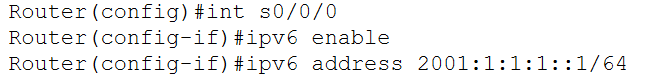 Router(config)#int s0/0/0
Router(config-if)#ipv6 enable
Router(config-if)#ipv6 address 2001:1:1:1::1/64